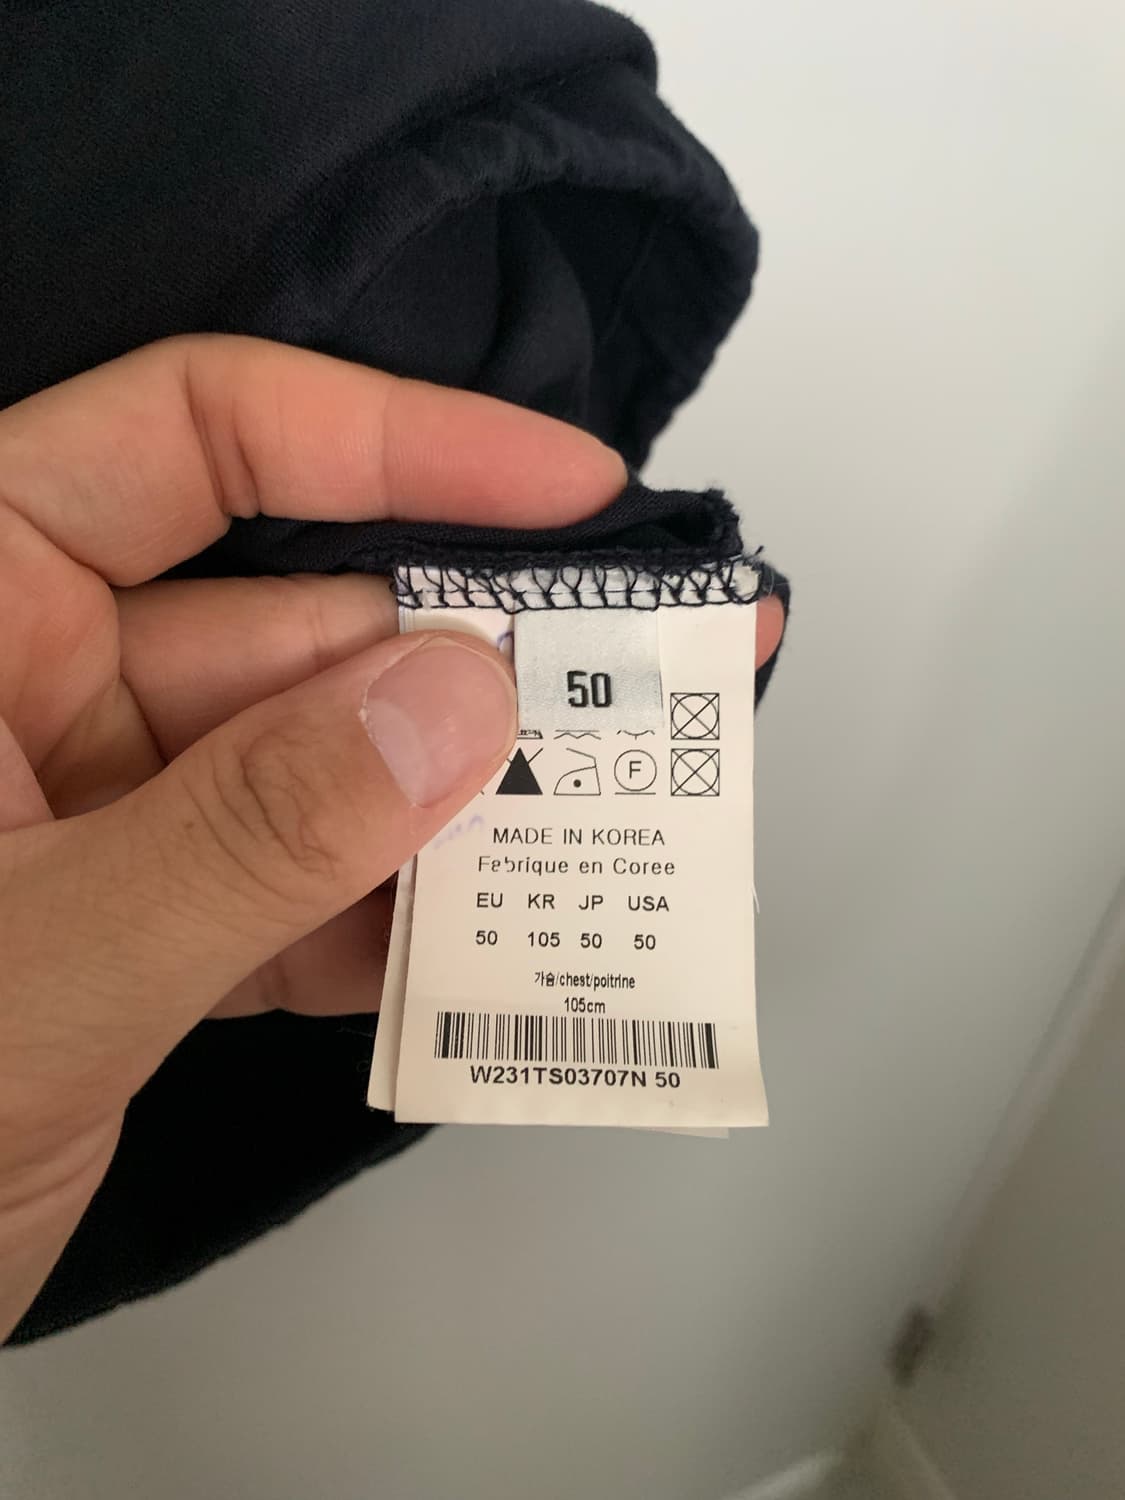 50
F
MADE IN KOREA
Fabrique en Coree
EU KR JP USA
50 105 50 50
가슴/chest/poitrine
105cm
W231TS03707N 50